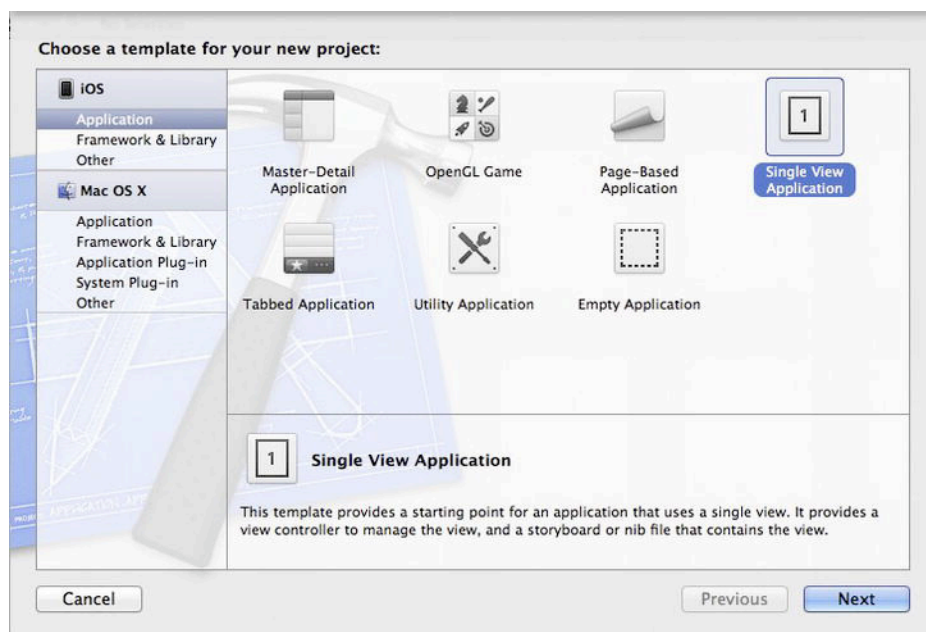 Choose a template for your new project:
iOS
Application
Framework & Library
Other
Mac OS X
Application
Framework & Library
Application Plug-in
System Plug-in
Other
Master-Detail
Application
OpenGL Game
Page-Based
Application
1
Single View
Application
Tabbed Application
Utility Application
Empty Application
1
Single View Application
This template provides a starting point for an application that uses a single view. It provides a
view controller to manage the view, and a storyboard or nib file that contains the view.
Cancel
Previous
Next